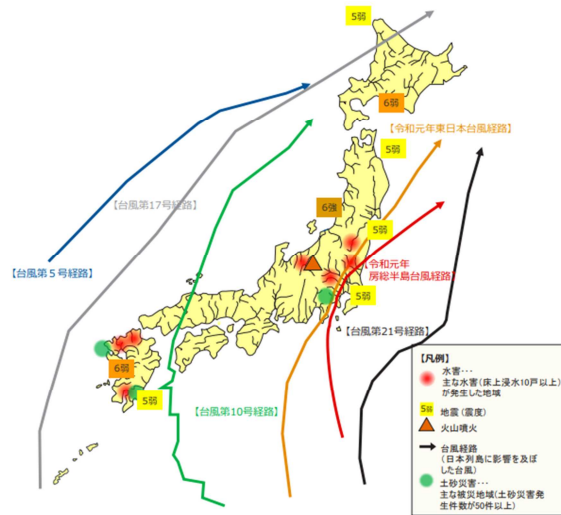 5弱
6弱
【令和元年東日本台風経路】
5弱
【台風第17号経路】
6強
5弱
【台風第5号経路】
【令和元年
房総半島台風経路】
5弱
【台風第21号経路】
6弱
5弱
【台風第10号経路】
【凡例】
水害･･･
主な水害(床上浸水10戸以上)
が発生した地域
5弱 地震(震度)
火山噴火
台風経路
(日本列島に影響を及ぼ
した台風)
土砂災害･･･
主な被災地域(土砂災害発
生件数が50件以上)